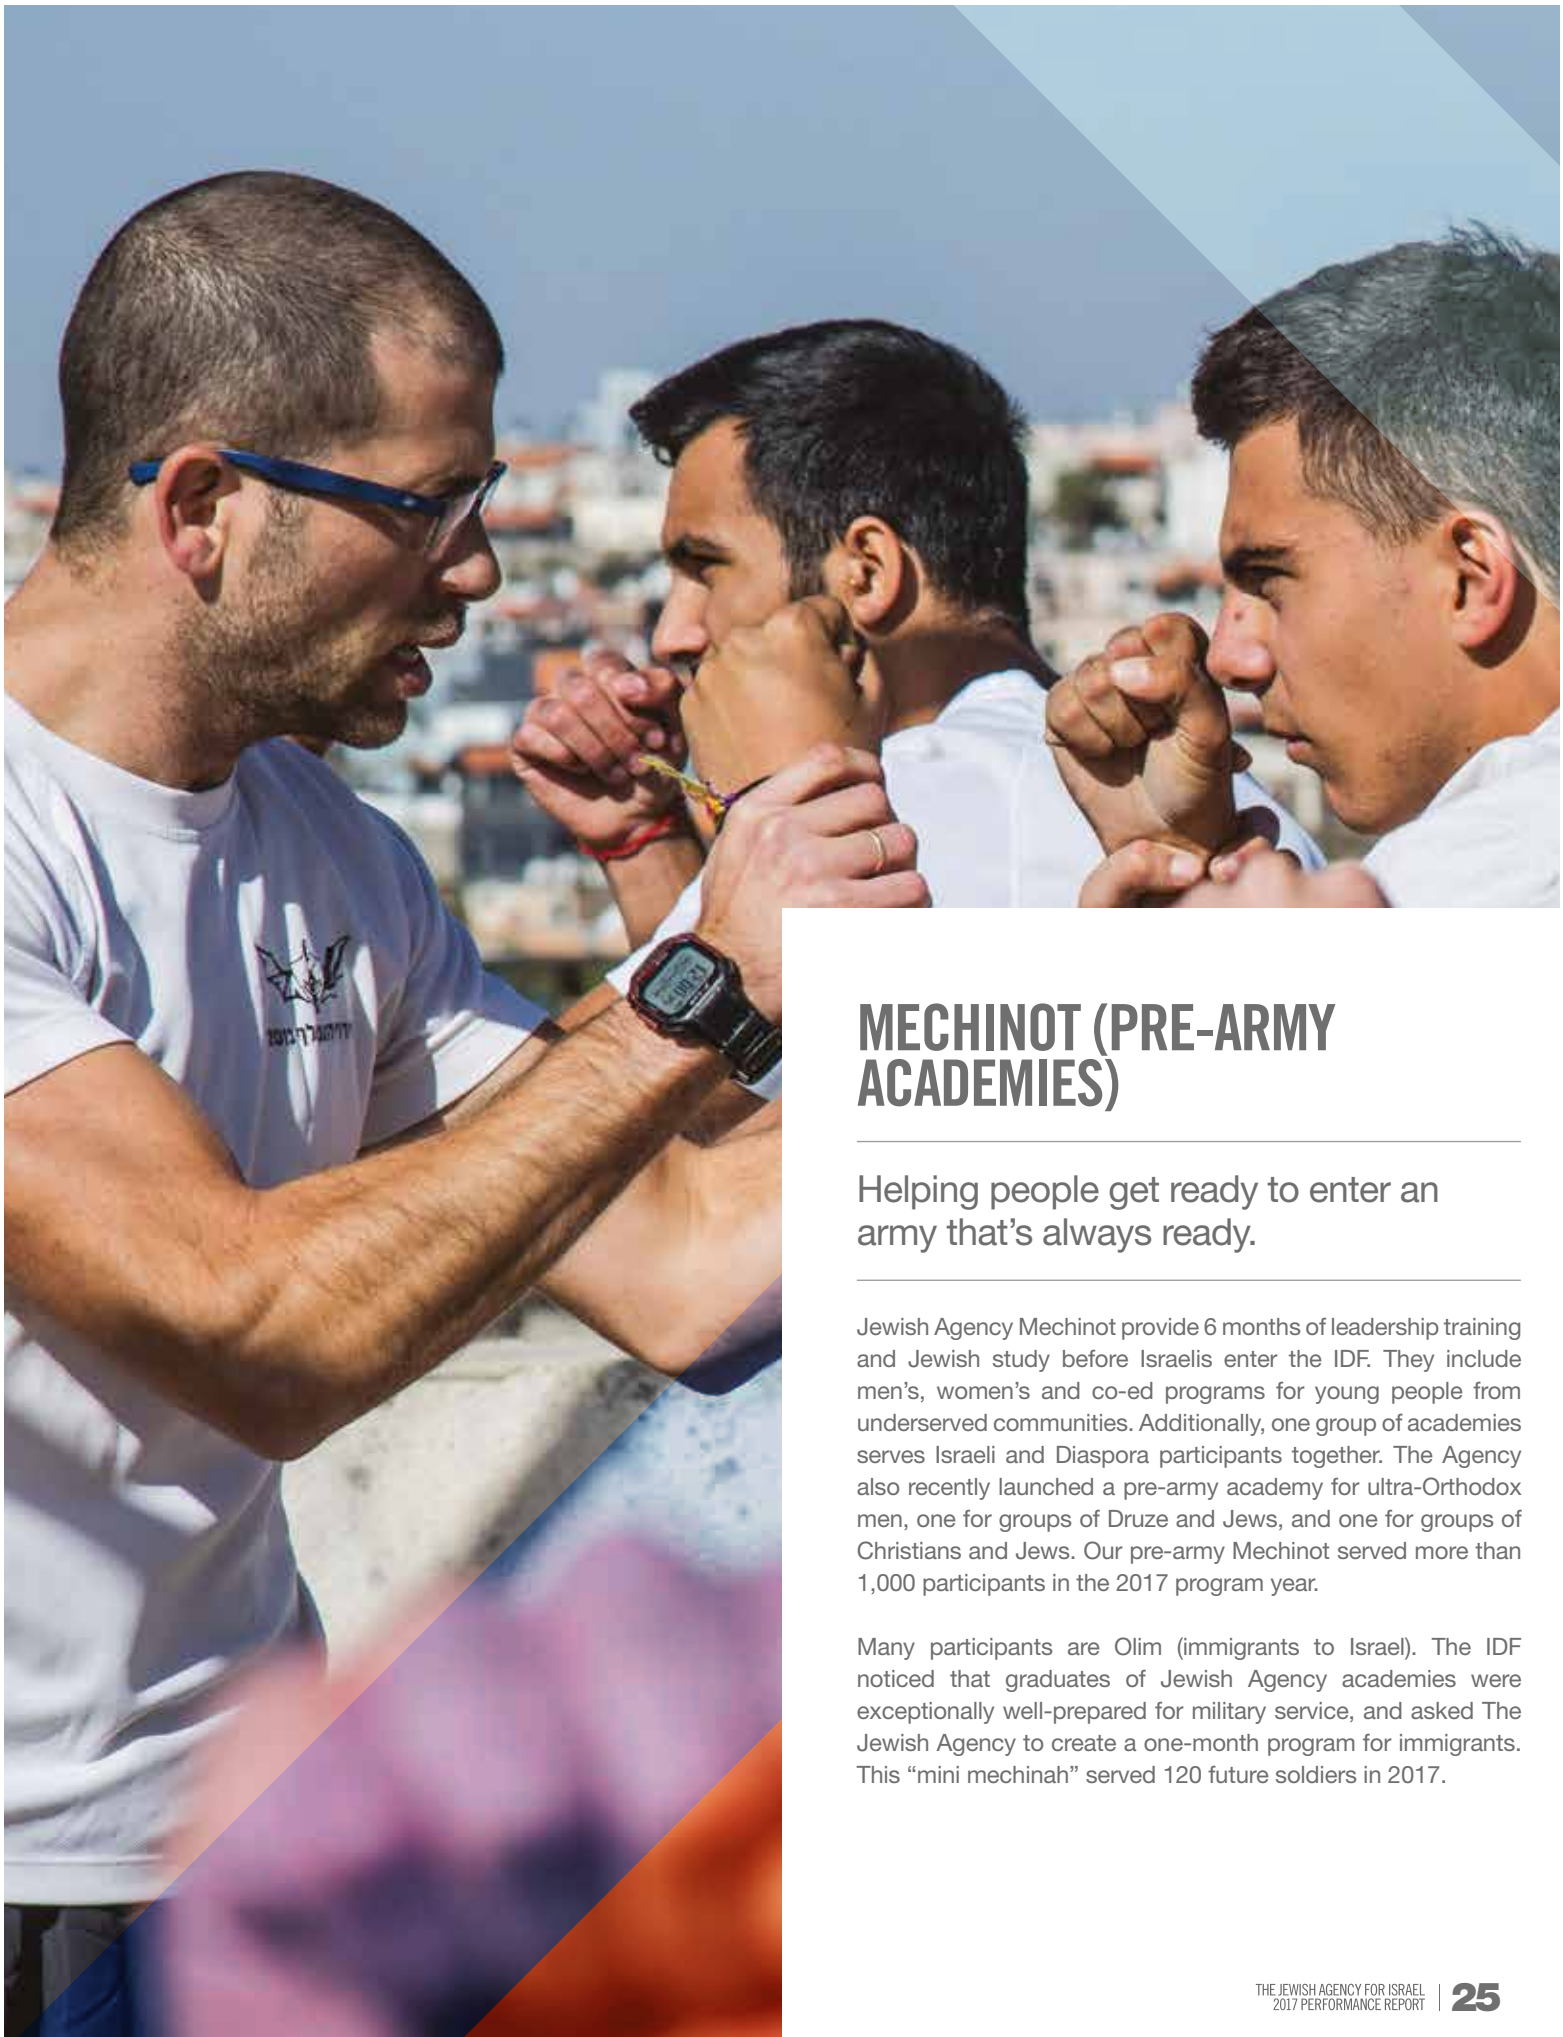 MECHINOT (PRE-ARMY
ACADEMIES)
Helping people get ready to enter an
army that’s always ready.
Jewish Agency Mechinot provide 6 months of leadership training
and Jewish study before Israelis enter the IDF. They include
men’s, women’s and co-ed programs for young people from
underserved communities. Additionally, one group of academies
serves Israeli and Diaspora participants together. The Agency
also recently launched a pre-army academy for ultra-Orthodox
men, one for groups of Druze and Jews, and one for groups of
Christians and Jews. Our pre-army Mechinot served more than
1,000 participants in the 2017 program year.
Many participants are Olim (immigrants to Israel). The IDF
noticed that graduates of Jewish Agency academies were
exceptionally well-prepared for military service, and asked The
Jewish Agency to create a one-month program for immigrants.
This “mini mechinah” served 120 future soldiers in 2017.
THE JEWISH AGENCY FOR ISRAEL
2017 PERFORMANCE REPORT
25